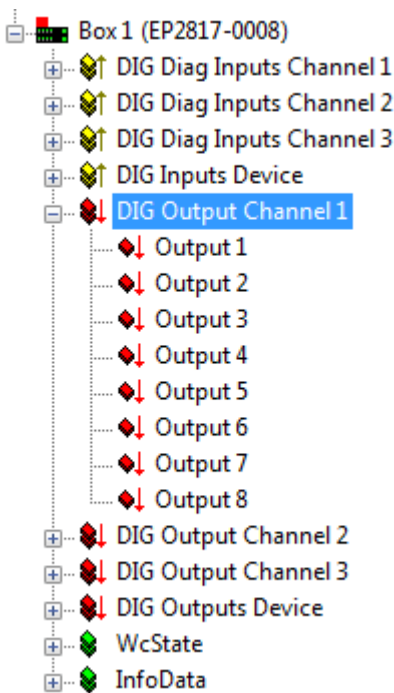 Box 1 (EP2817-0008)
DIG Diag Inputs Channel 1
DIG Diag Inputs Channel 2
DIG Diag Inputs Channel 3
DIG Inputs Device
DIG Output Channel 1
Output 1
Output 2
Output 3
Output 4
Output 5
Output 6
Output 7
Output 8
DIG Output Channel 2
DIG Output Channel 3
DIG Outputs Device
WcState
InfoData